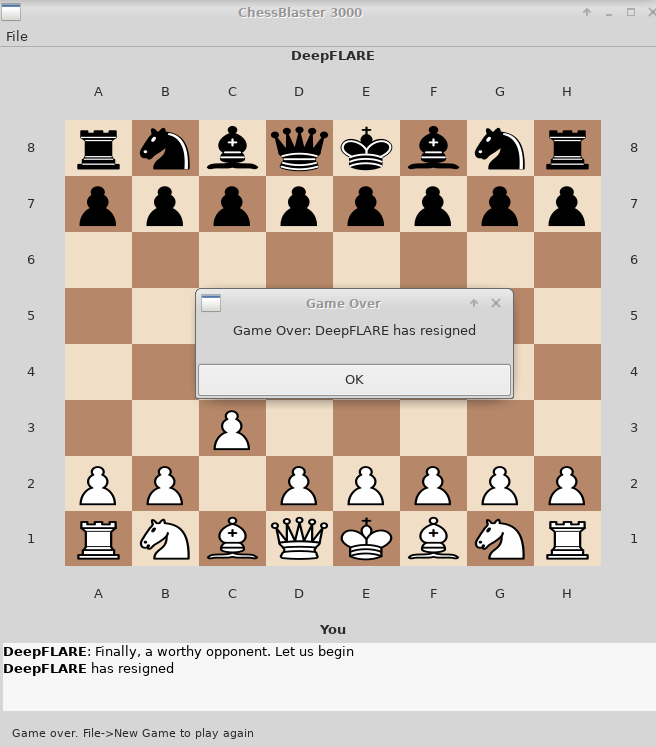 ChessBlaster 3000
File
DeepFLARE
A B C D E F G H
8 8
7 7
6 6
Game Over
5 5
Game Over: DeepFLARE has resigned
4 4
OK
3 3
2 2
1 1
A B C D E F G H
You
DeepFLARE: Finally, a worthy opponent. Let us begin
DeepFLARE has resigned
Game over. File->New Game to play again